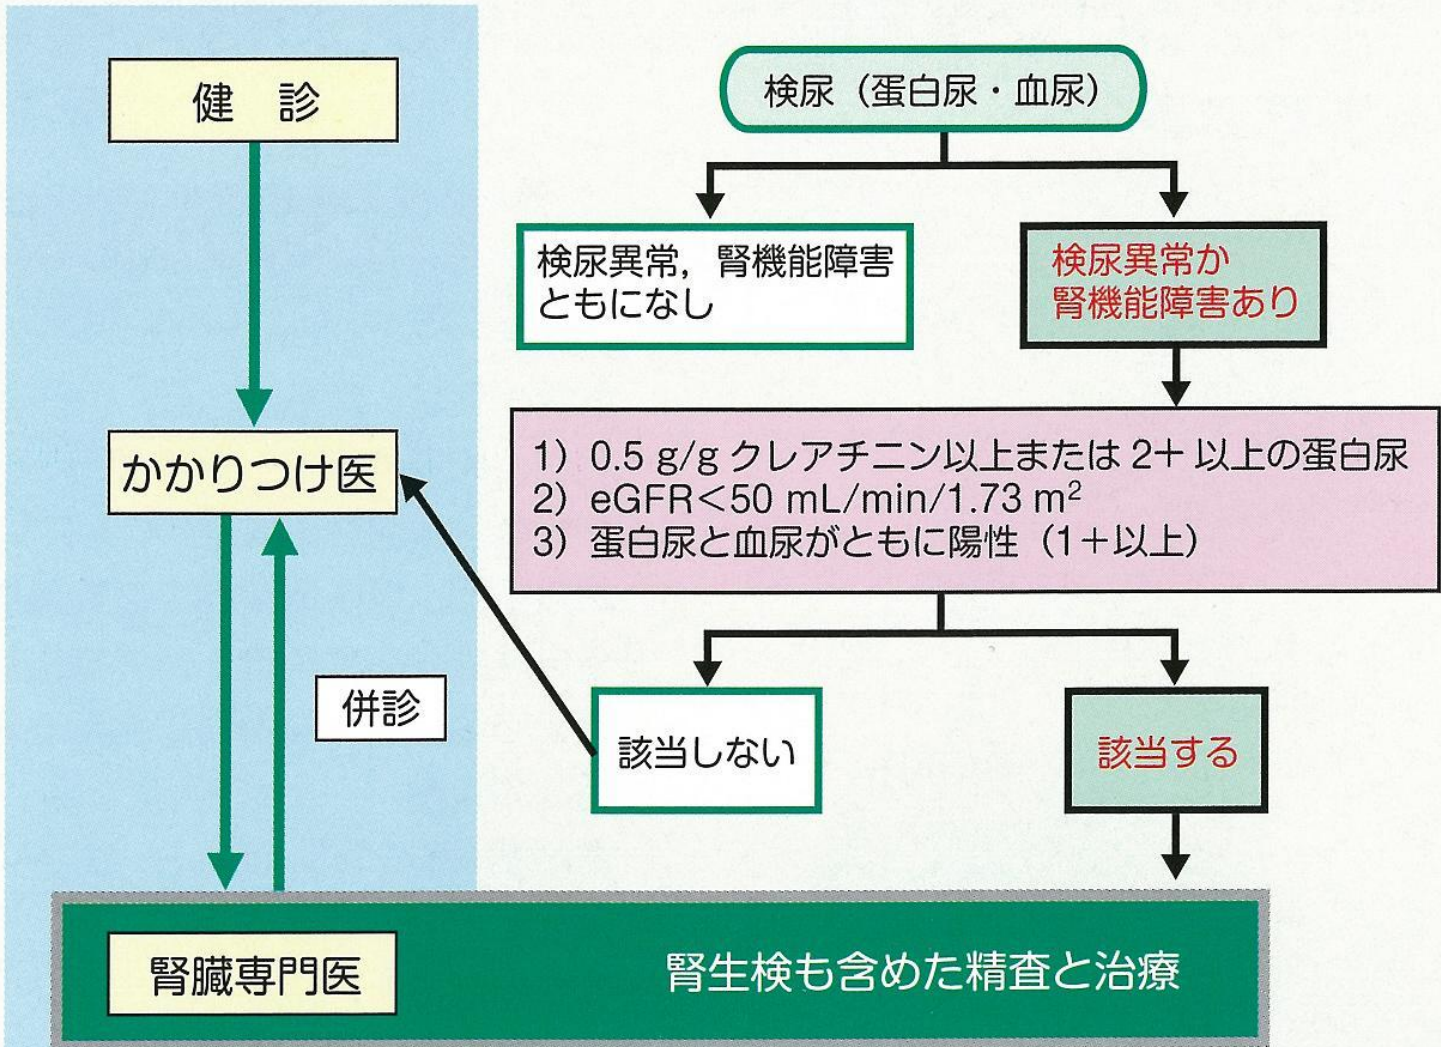 健 診
検尿（蛋白尿・血尿）
検尿異常，腎機能障害
ともになし
検尿異常か
腎機能障害あり
かかりつけ医
1）0.5 g/g クレアチニン以上または 2＋ 以上の蛋白尿
2）eGFR＜50 mL/min/1.73 m²
3）蛋白尿と血尿がともに陽性（1＋以上）
併診
該当しない
該当する
腎臓専門医
腎生検も含めた精査と治療